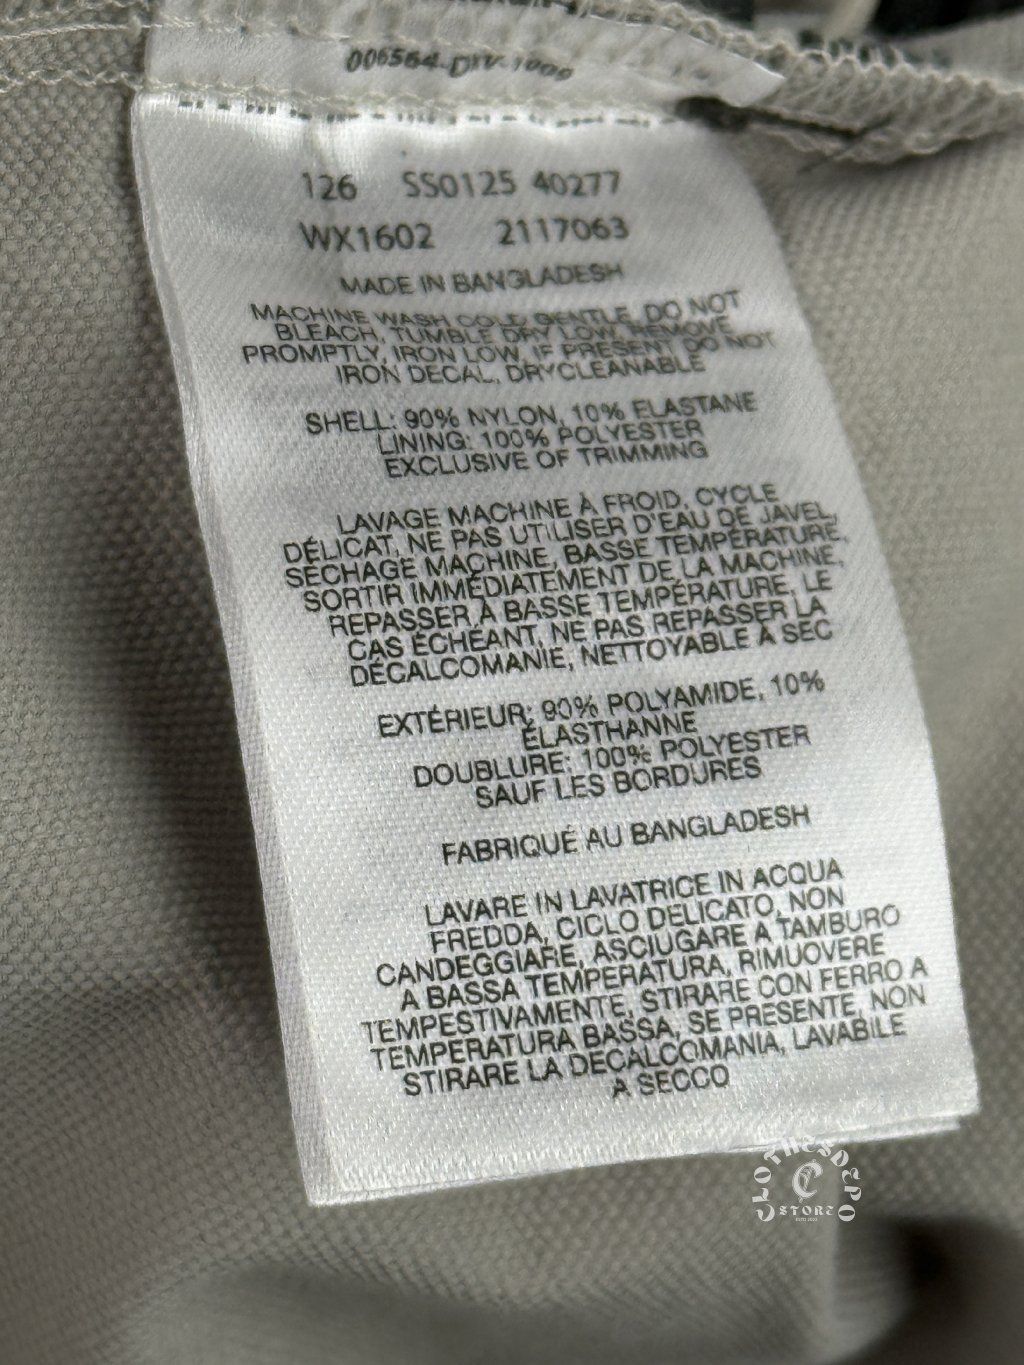 006564-DIV-1000
126 SS0125 40277
WX1602 2117063
MADE IN BANGLADESH
MACHINE WASH COLD GENTLE, DO NOT
BLEACH, TUMBLE DRY LOW, REMOVE
PROMPTLY, IRON LOW, IF PRESENT DO NOT
IRON DECAL, DRYCLEANABLE
SHELL: 90% NYLON, 10% ELASTANE
LINING: 100% POLYESTER
EXCLUSIVE OF TRIMMING
LAVAGE MACHINE À FROID, CYCLE
DÉLICAT, NE PAS UTILISER D'EAU DE JAVEL,
SÉCHAGE MACHINE, BASSE TEMPÉRATURE,
SORTIR IMMÉDIATEMENT DE LA MACHINE,
REPASSER À BASSE TEMPÉRATURE, LE
CAS ÉCHÉANT, NE PAS REPASSER LA
DÉCALCOMANIE, NETTOYABLE À SEC
EXTÉRIEUR: 90% POLYAMIDE, 10%
ÉLASTHANNE
DOUBLURE: 100% POLYESTER
SAUF LES BORDURES
FABRIQUÉ AU BANGLADESH
LAVARE IN LAVATRICE IN ACQUA
FREDDA, CICLO DELICATO, NON
CANDEGGIARE, ASCIUGARE A TAMBURO
A BASSA TEMPERATURA, RIMUOVERE
TEMPESTIVAMENTE, STIRARE CON FERRO A
TEMPERATURA BASSA, SE PRESENTE, NON
STIRARE LA DECALCOMANIA, LAVABILE
A SECCO
CLOTHESDEPO
C
STORE